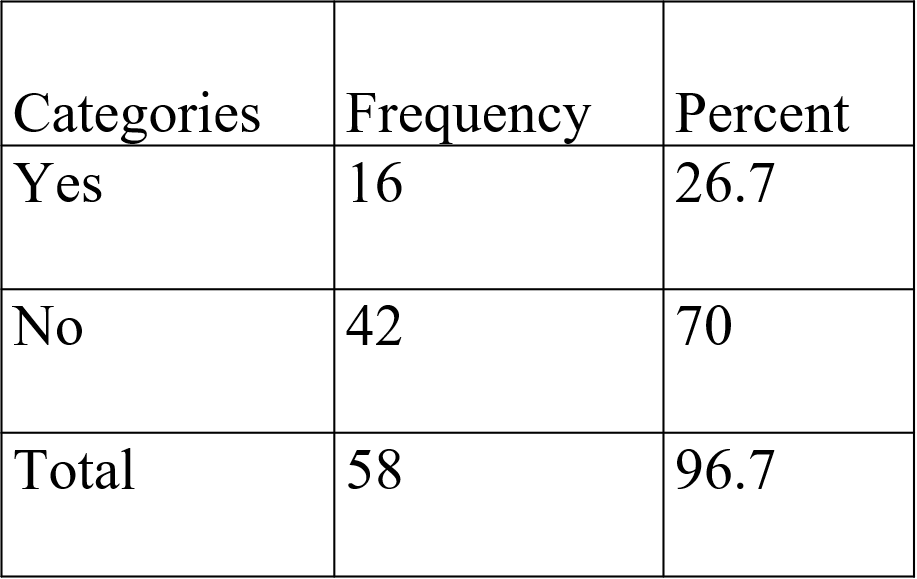 Categories Frequency Percent
Yes 16 26.7
No 42 70
Total 58 96.7